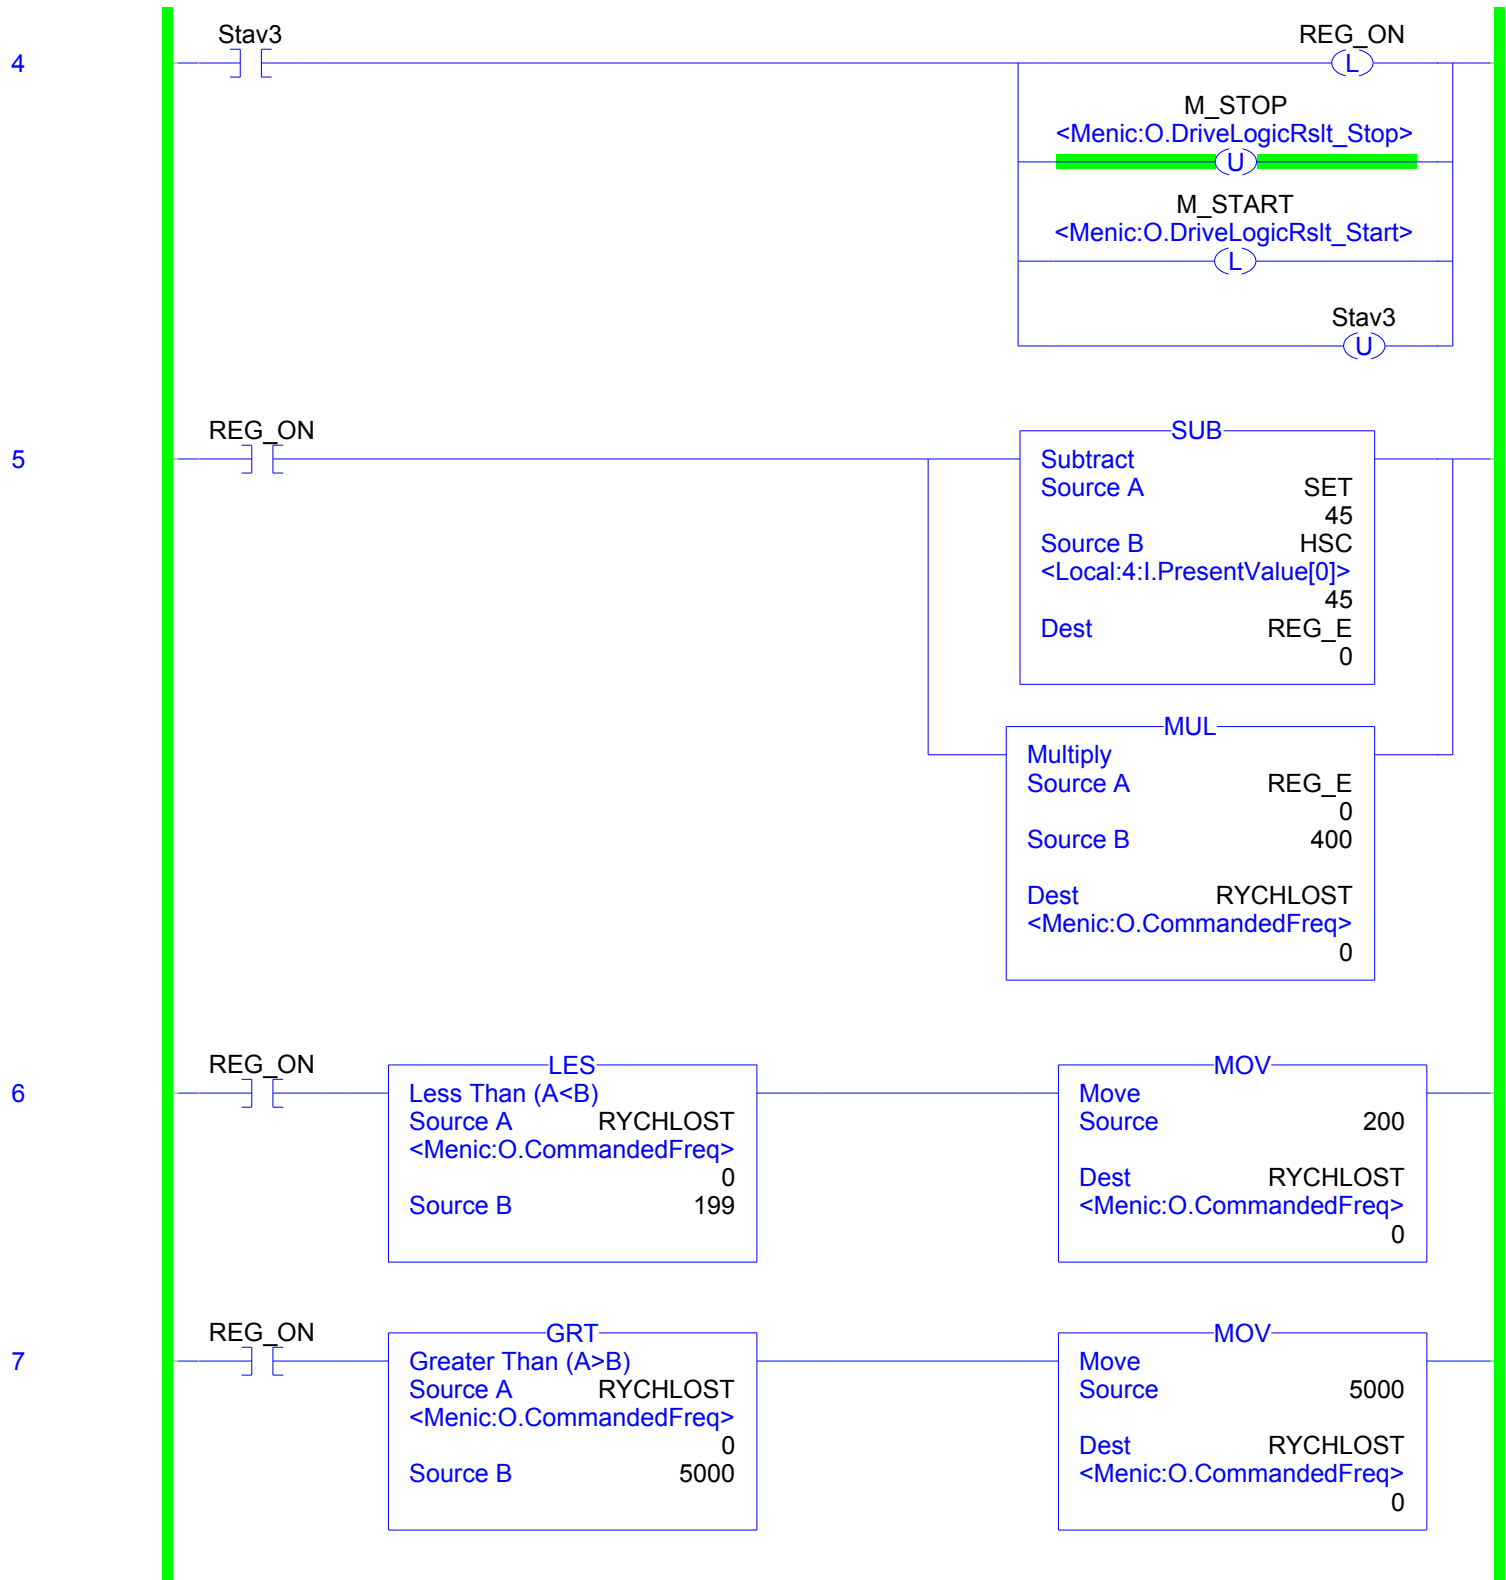 4
Stav3
REG_ON
L
M_STOP
<Menic:O.DriveLogicRslt_Stop>
U
M_START
<Menic:O.DriveLogicRslt_Start>
L
Stav3
U
5
REG_ON
SUB
Subtract
Source A SET
45
Source B HSC
<Local:4:I.PresentValue[0]>
45
Dest REG_E
0
MUL
Multiply
Source A REG_E
0
Source B 400
Dest RYCHLOST
<Menic:O.CommandedFreq>
0
6
REG_ON
LES
Less Than (A<B)
Source A RYCHLOST
<Menic:O.CommandedFreq>
0
Source B 199
MOV
Move
Source 200
Dest RYCHLOST
<Menic:O.CommandedFreq>
0
7
REG_ON
GRT
Greater Than (A>B)
Source A RYCHLOST
<Menic:O.CommandedFreq>
0
Source B 5000
MOV
Move
Source 5000
Dest RYCHLOST
<Menic:O.CommandedFreq>
0